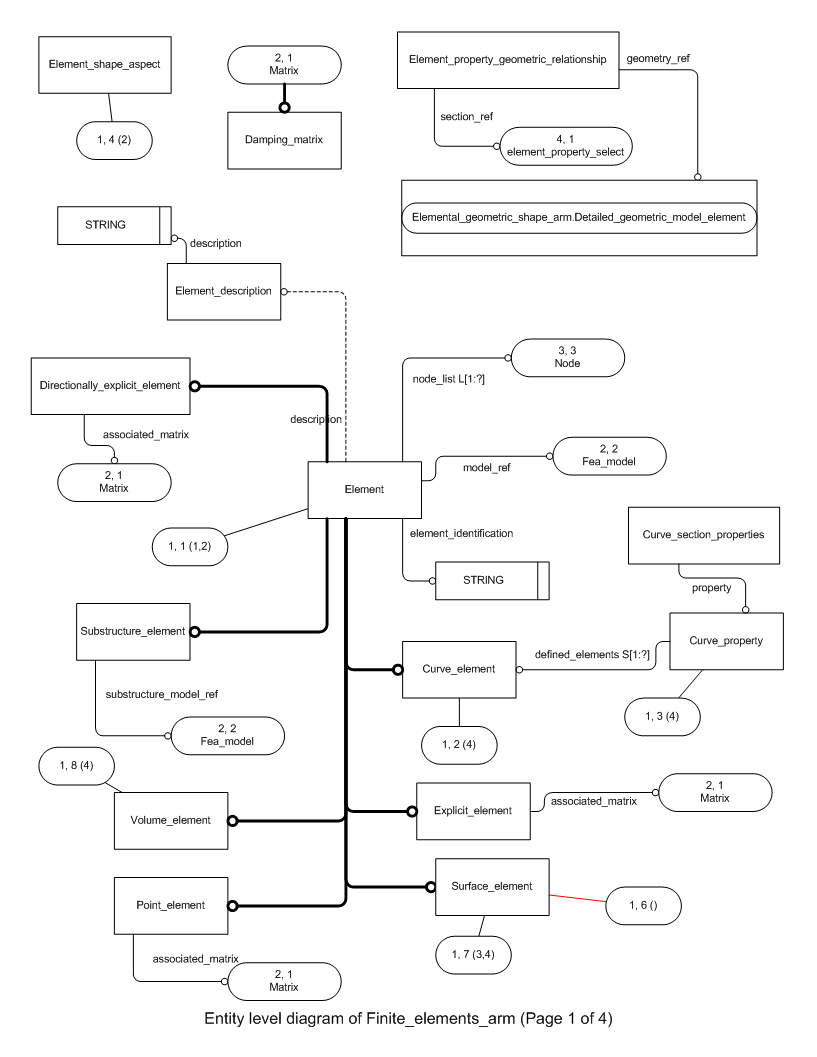 Element_shape_aspect
1, 4 (2)
2, 1
Matrix
Damping_matrix
Element_property_geometric_relationship
geometry_ref
section_ref
4, 1
element_property_select
Elemental_geometric_shape_arm.Detailed_geometric_model_element
STRING
description
Element_description
description
Directionally_explicit_element
associated_matrix
2, 1
Matrix
3, 3
Node
node_list L[1:?]
model_ref
2, 2
Fea_model
Element
1, 1 (1,2)
element_identification
STRING
Curve_section_properties
property
Curve_property
1, 3 (4)
Substructure_element
substructure_model_ref
2, 2
Fea_model
Curve_element
defined_elements S[1:?]
1, 2 (4)
1, 8 (4)
Volume_element
Explicit_element
associated_matrix
2, 1
Matrix
Surface_element
1, 6 ()
1, 7 (3,4)
Point_element
associated_matrix
2, 1
Matrix
Entity level diagram of Finite_elements_arm (Page 1 of 4)